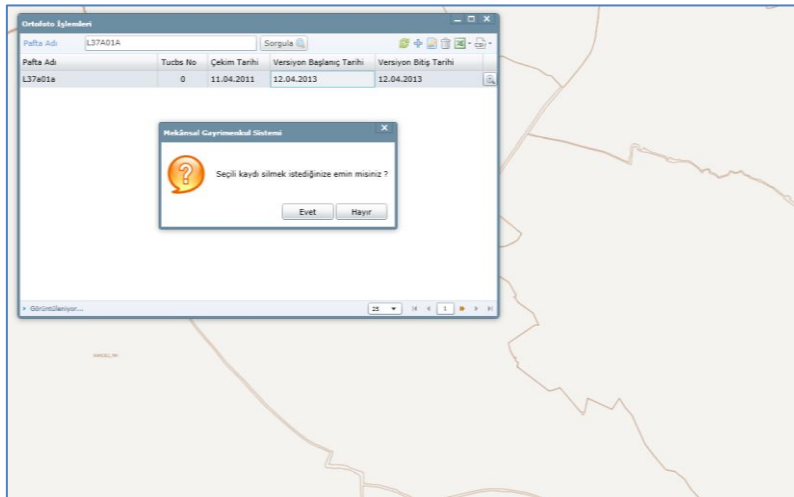 Ortofoto İşlemleri
Pafta Adı L37A01A Sorgula
Pafta Adı Tucbs No Çekim Tarihi Versiyon Başlanıç Tarihi Versiyon Bitiş Tarihi
L37a01a 0 11.04.2011 12.04.2013 12.04.2013
Mekânsal Gayrimenkul Sistemi
Seçili kaydı silmek istediğinize emin misiniz ?
Evet Hayır
Görüntüleniyor... 25 1